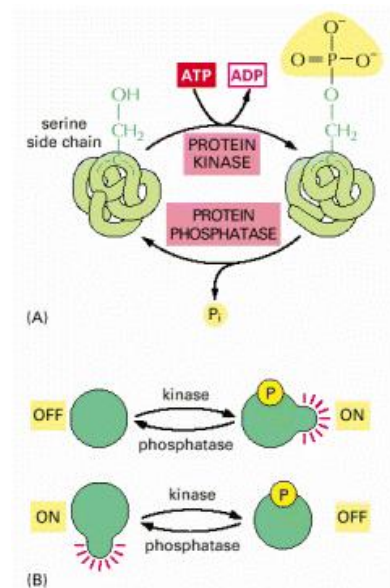 O⁻
O=P—O⁻
ATP ADP
OH
O
CH₂
CH₂
serine
side chain
PROTEIN
KINASE
PROTEIN
PHOSPHATASE
Pᵢ
(A)
OFF
kinase
phosphatase
P
ON
ON
kinase
phosphatase
P
OFF
(B)